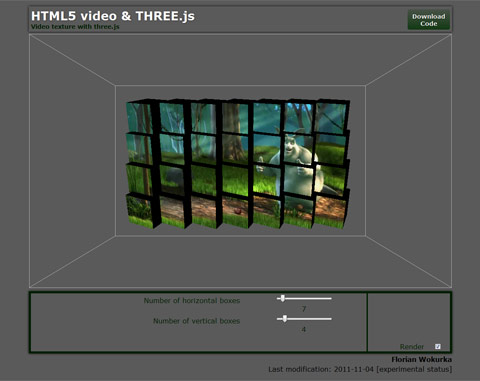 HTML5 video & THREE.js
Video texture with three.js
Download
Code
Number of horizontal boxes
7
Number of vertical boxes
4
Render
Florian Wokurka
Last modification: 2011-11-04 [experimental status]